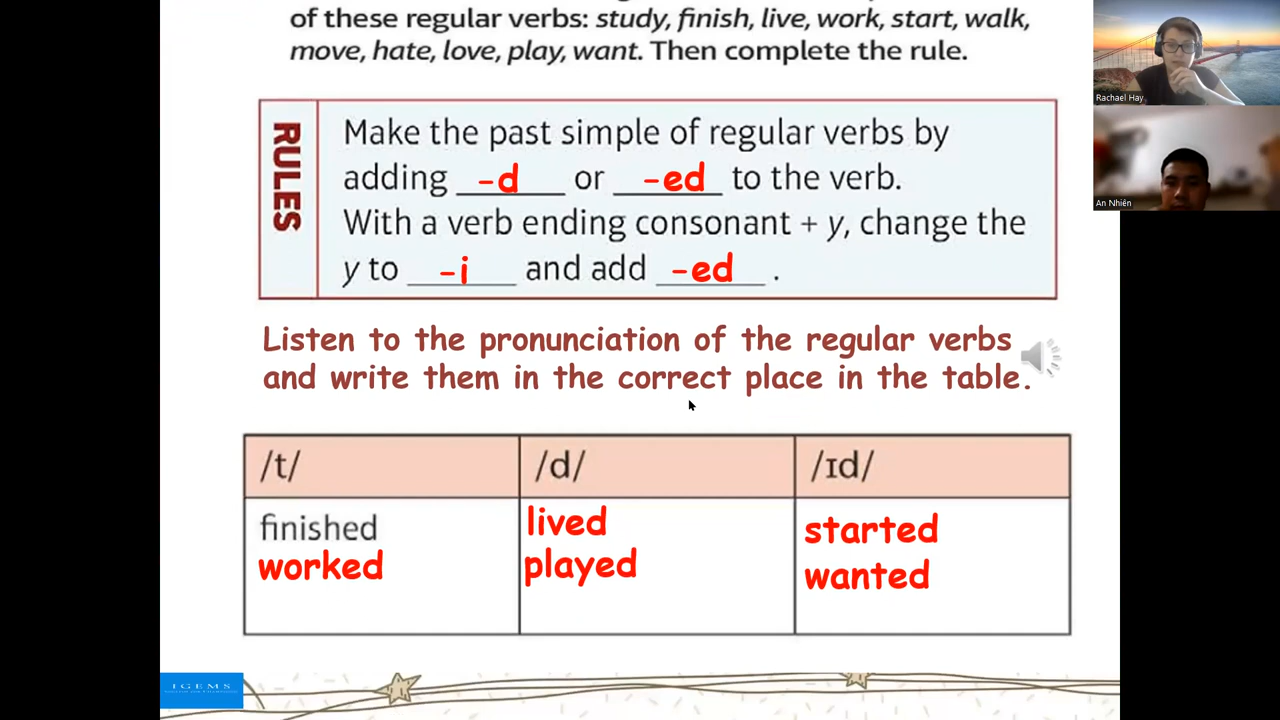 of these regular verbs: study, finish, live, work, start, walk,
move, hate, love, play, want. Then complete the rule.
RULES
Make the past simple of regular verbs by
adding -d or -ed to the verb.
With a verb ending consonant + y, change the
y to -i and add -ed .
Listen to the pronunciation of the regular verbs
and write them in the correct place in the table.
/t/ /d/ /ɪd/
finished lived started
worked played wanted
IGEMS
Rachael Hay
An Nhiên